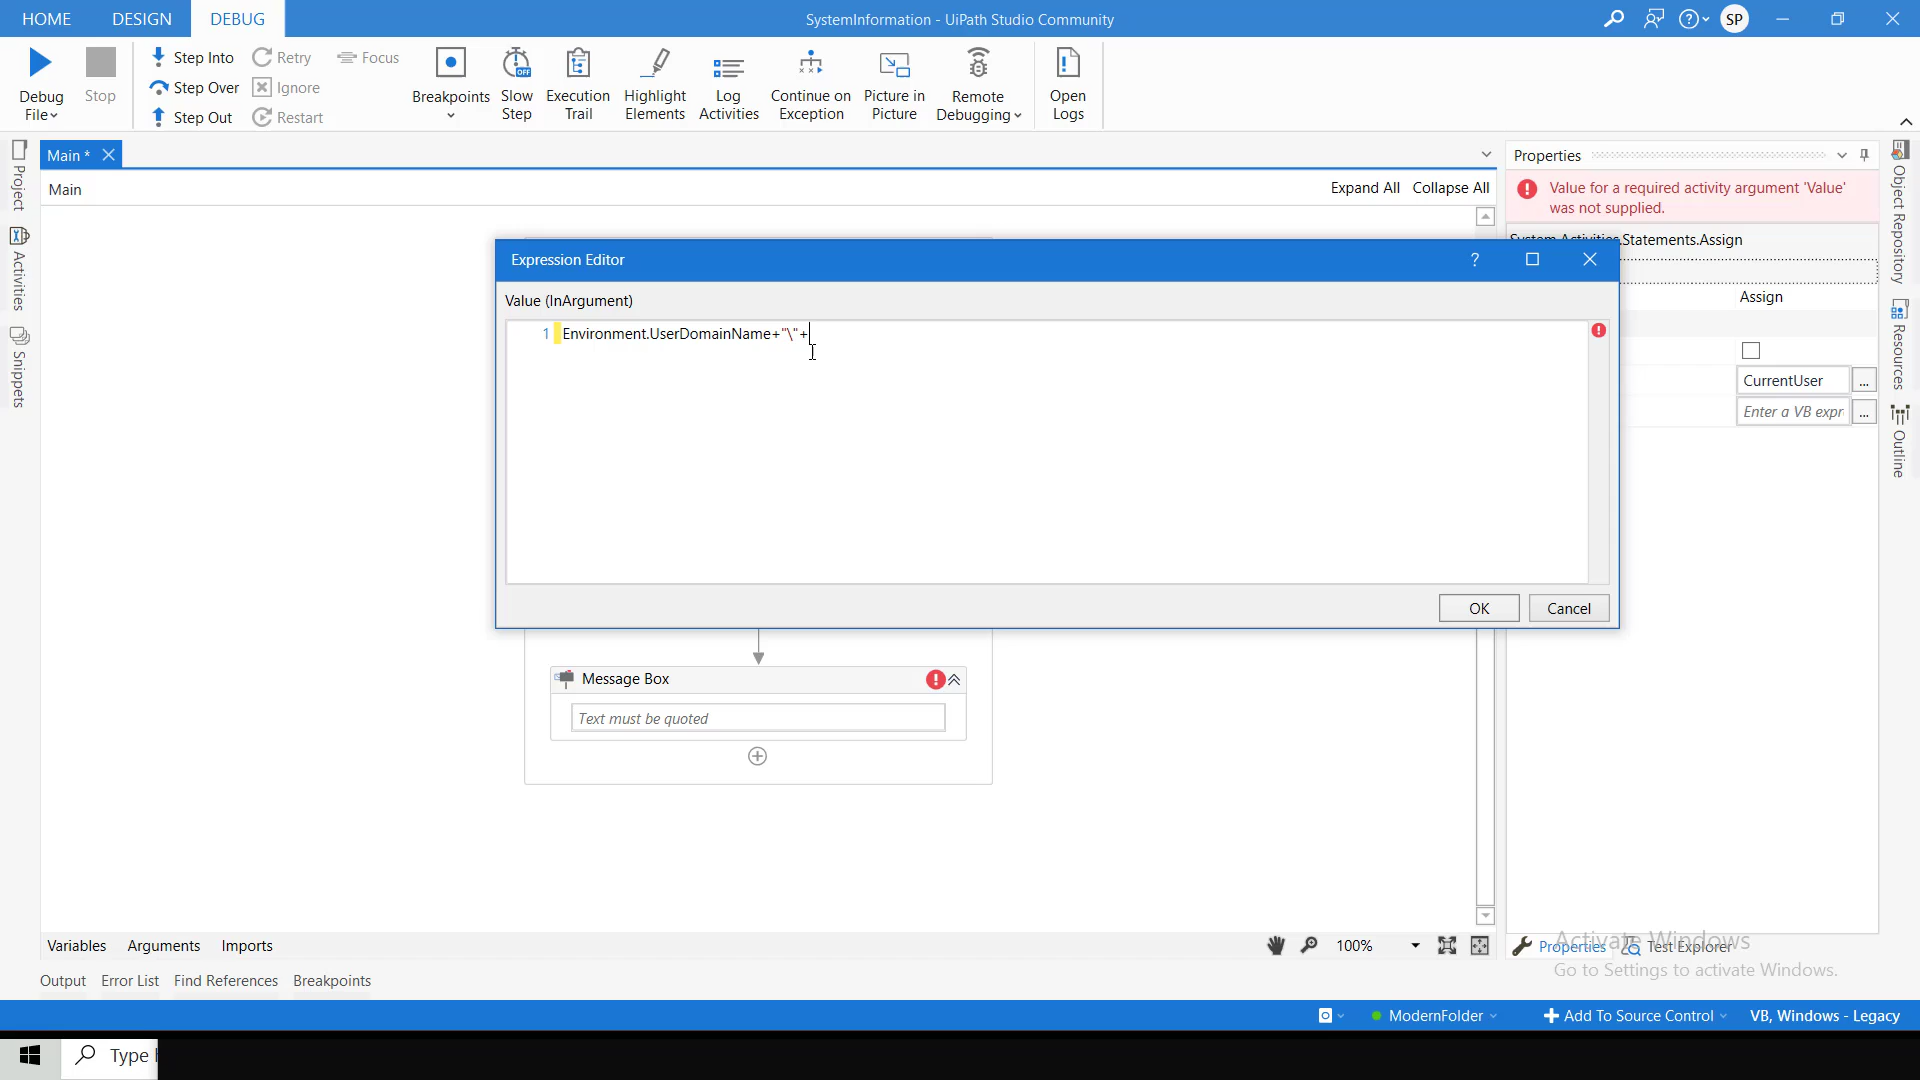 HOME DESIGN DEBUG SystemInformation - UiPath Studio Community SP
Debug File Stop Step Into Retry Focus Breakpoints Slow Step Execution Trail Highlight Elements Log Activities Continue on Exception Picture in Picture Remote Debugging Open Logs
OFF
Step Over Ignore
Step Out Restart
Main * Properties
Main Expand All Collapse All
Value for a required activity argument 'Value'
was not supplied.
System.Activities.Statements.Assign
Expression Editor ?
Value (InArgument)
Assign
1 Environment.UserDomainName+"\"+
CurrentUser ...
Enter a VB expr ...
OK Cancel
Message Box
Text must be quoted
Project
Activities
Snippets
Object Repository
Resources
Outline
Variables Arguments Imports 100% Properties Test Explorer
Output Error List Find References Breakpoints
Activate Windows
Go to Settings to activate Windows.
ModernFolder Add To Source Control VB, Windows - Legacy
Type